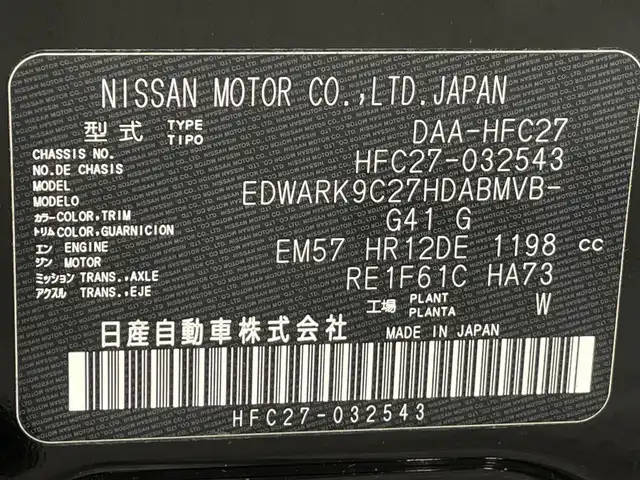 NISSAN MOTOR CO.,LTD.JAPAN
型式 TYPE TIPO DAA-HFC27
CHASSIS NO. NO.DE CHASIS HFC27-032543
MODEL MODELO EDWARK9C27HDABMVB-
カラー COLOR,TRIM トリム COLOR,GUARNICION G41 G
エンジン ENGINE MOTOR EM57 HR12DE 1198 cc
ミッション TRANS.,AXLE アクスル TRANS.,EJE RE1F61C HA73
工場 PLANT PLANTA W
日産自動車株式会社 MADE IN JAPAN
HFC27-032543